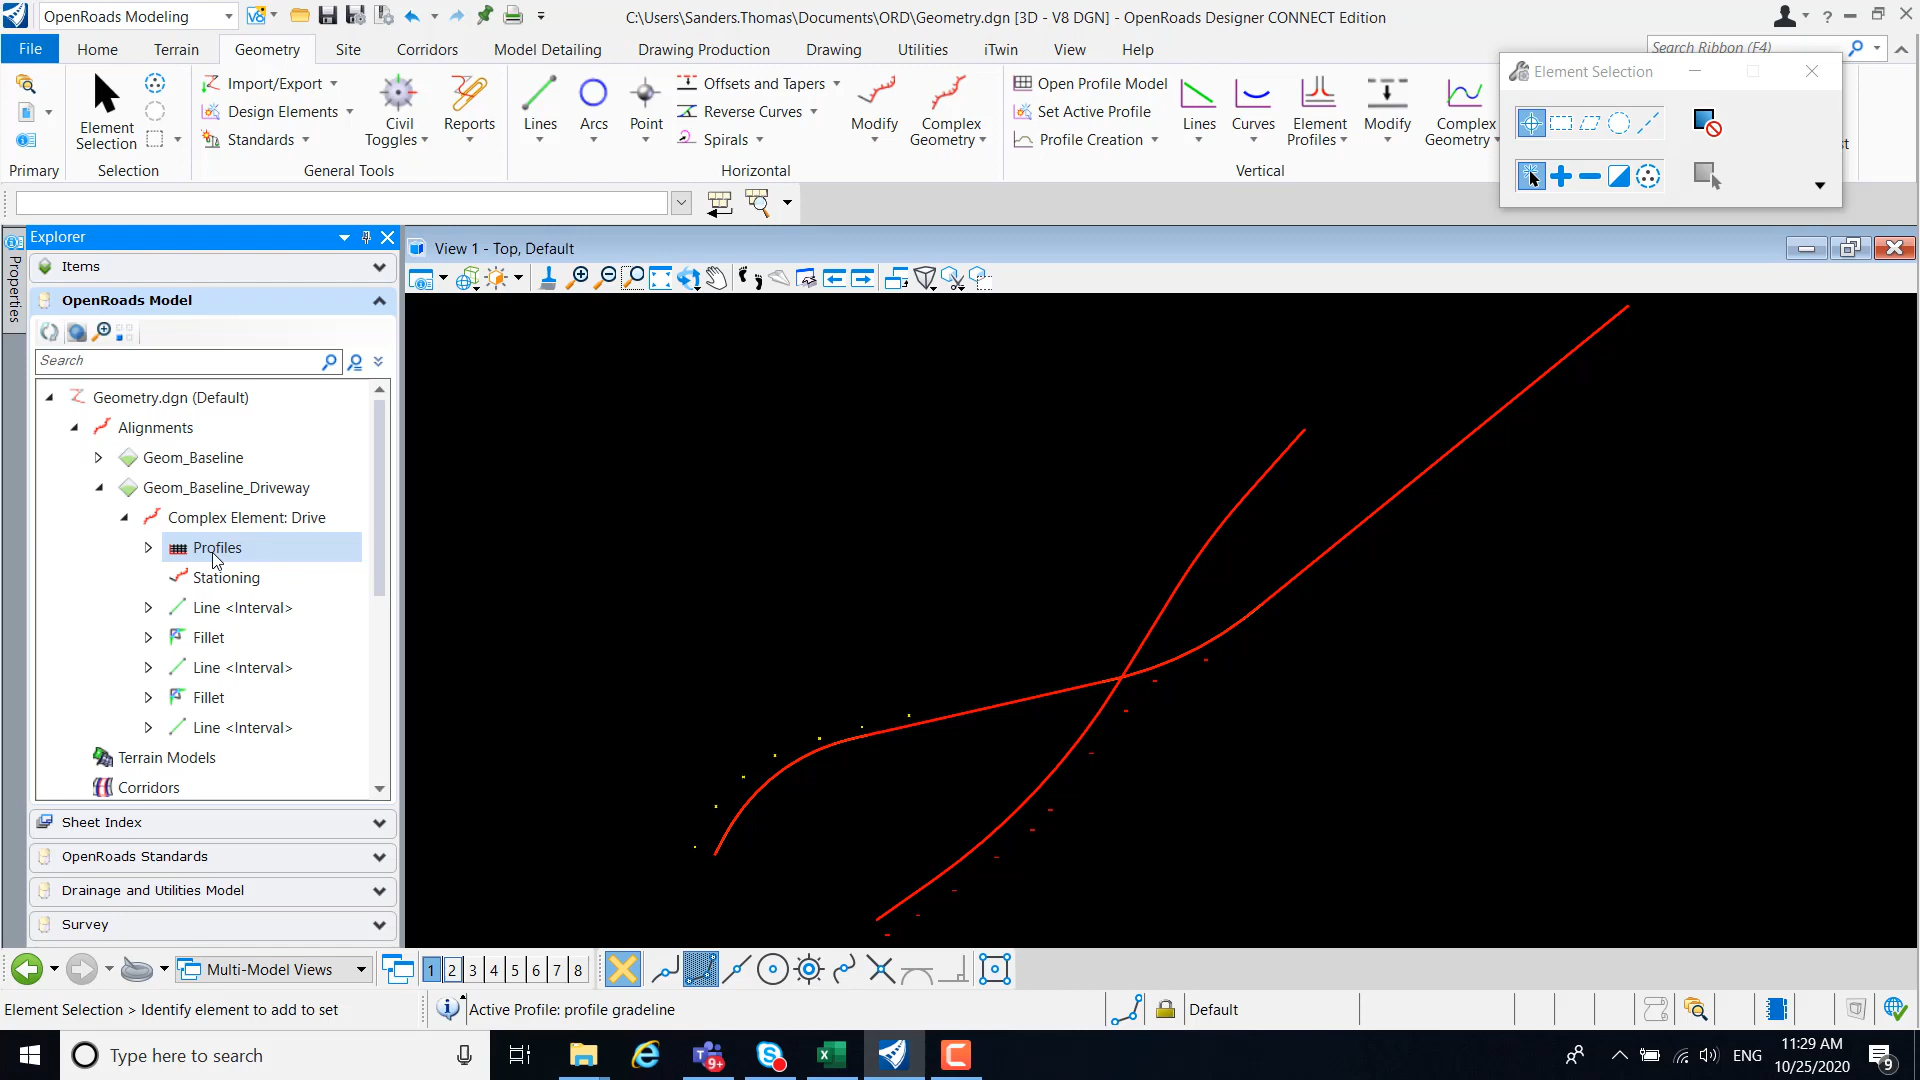 OpenRoads Modeling
C:\Users\Sanders.Thomas\Documents\ORD\Geometry.dgn [3D - V8 DGN] - OpenRoads Designer CONNECT Edition
File Home Terrain Geometry Site Corridors Model Detailing Drawing Production Drawing Utilities iTwin View Help
Search Ribbon (F4)
Element Selection
Import/Export
Design Elements
Standards
Element Selection
Civil Toggles
Reports
Lines
Arcs
Point
Offsets and Tapers
Reverse Curves
Spirals
Modify
Complex Geometry
Open Profile Model
Set Active Profile
Profile Creation
Lines
Curves
Element Profiles
Modify
Complex Geometry
Primary
Selection
General Tools
Horizontal
Vertical
Explorer
Properties
Items
OpenRoads Model
Search
Geometry.dgn (Default)
Alignments
Geom_Baseline
Geom_Baseline_Driveway
Complex Element: Drive
Profiles
Stationing
Line <Interval>
Fillet
Line <Interval>
Fillet
Line <Interval>
Terrain Models
Corridors
Sheet Index
OpenRoads Standards
Drainage and Utilities Model
Survey
View 1 - Top, Default
Multi-Model Views
1 2 3 4 5 6 7 8
Element Selection > Identify element to add to set
Active Profile: profile gradeline
Default
Type here to search
9+
ENG
11:29 AM
10/25/2020
9